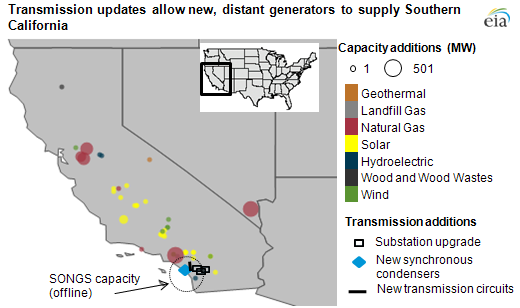 Transmission updates allow new, distant generators to supply Southern
California
eia
Capacity additions (MW)
1
501
Geothermal
Landfill Gas
Natural Gas
Solar
Hydroelectric
Wood and Wood Wastes
Wind
Transmission additions
Substation upgrade
New synchronous
condensers
New transmission circuits
SONGS capacity
(offline)